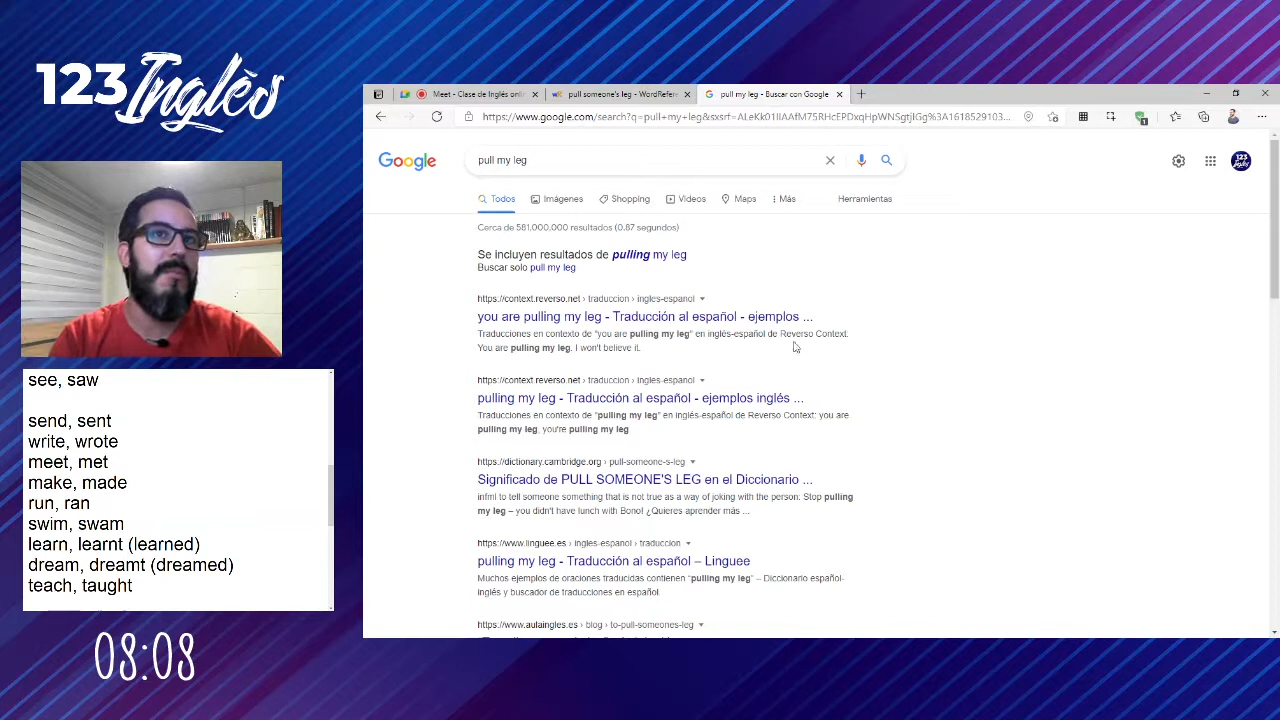 123 Inglés
see, saw
send, sent
write, wrote
meet, met
make, made
run, ran
swim, swam
learn, learnt (learned)
dream, dreamt (dreamed)
teach, taught
08:08
Meet - Clase de Inglés onli
pull someone's leg - WordRefere
pull my leg - Buscar con Google
https://www.google.com/search?q=pull+my+leg&sxsrf=
Google
pull my leg
Todos Imágenes Shopping Videos Maps Más Herramientas
Cerca de 581.000.000 resultados (0.87 segundos)
Se incluyen resultados de pulling my leg
Buscar solo pull my leg
https://context.reverso.net › traduccion › ingles-espanol
you are pulling my leg - Traducción al español - ejemplos ...
Traducciones en contexto de "you are pulling my leg" en inglés-español de Reverso Context:
You are pulling my leg. I won't believe it.
https://context.reverso.net › traduccion › ingles-espanol
pulling my leg - Traducción al español - ejemplos inglés ...
Traducciones en contexto de "pulling my leg" en inglés-español de Reverso Context: you are
pulling my leg, you're pulling my leg
https://dictionary.cambridge.org › pull-someone-s-leg
Significado de PULL SOMEONE'S LEG en el Diccionario ...
infml to tell someone something that is not true as a way of joking with the person: Stop pulling
my leg – you didn't have lunch with Bono! ¿Quieres aprender más ...
https://www.linguee.es › ingles-espanol › traduccion
pulling my leg - Traducción al español – Linguee
Muchos ejemplos de oraciones traducidas contienen "pulling my leg" – Diccionario español-
inglés y buscador de traducciones en español.
https://www.aulaingles.es › blog › to-pull-someones-leg